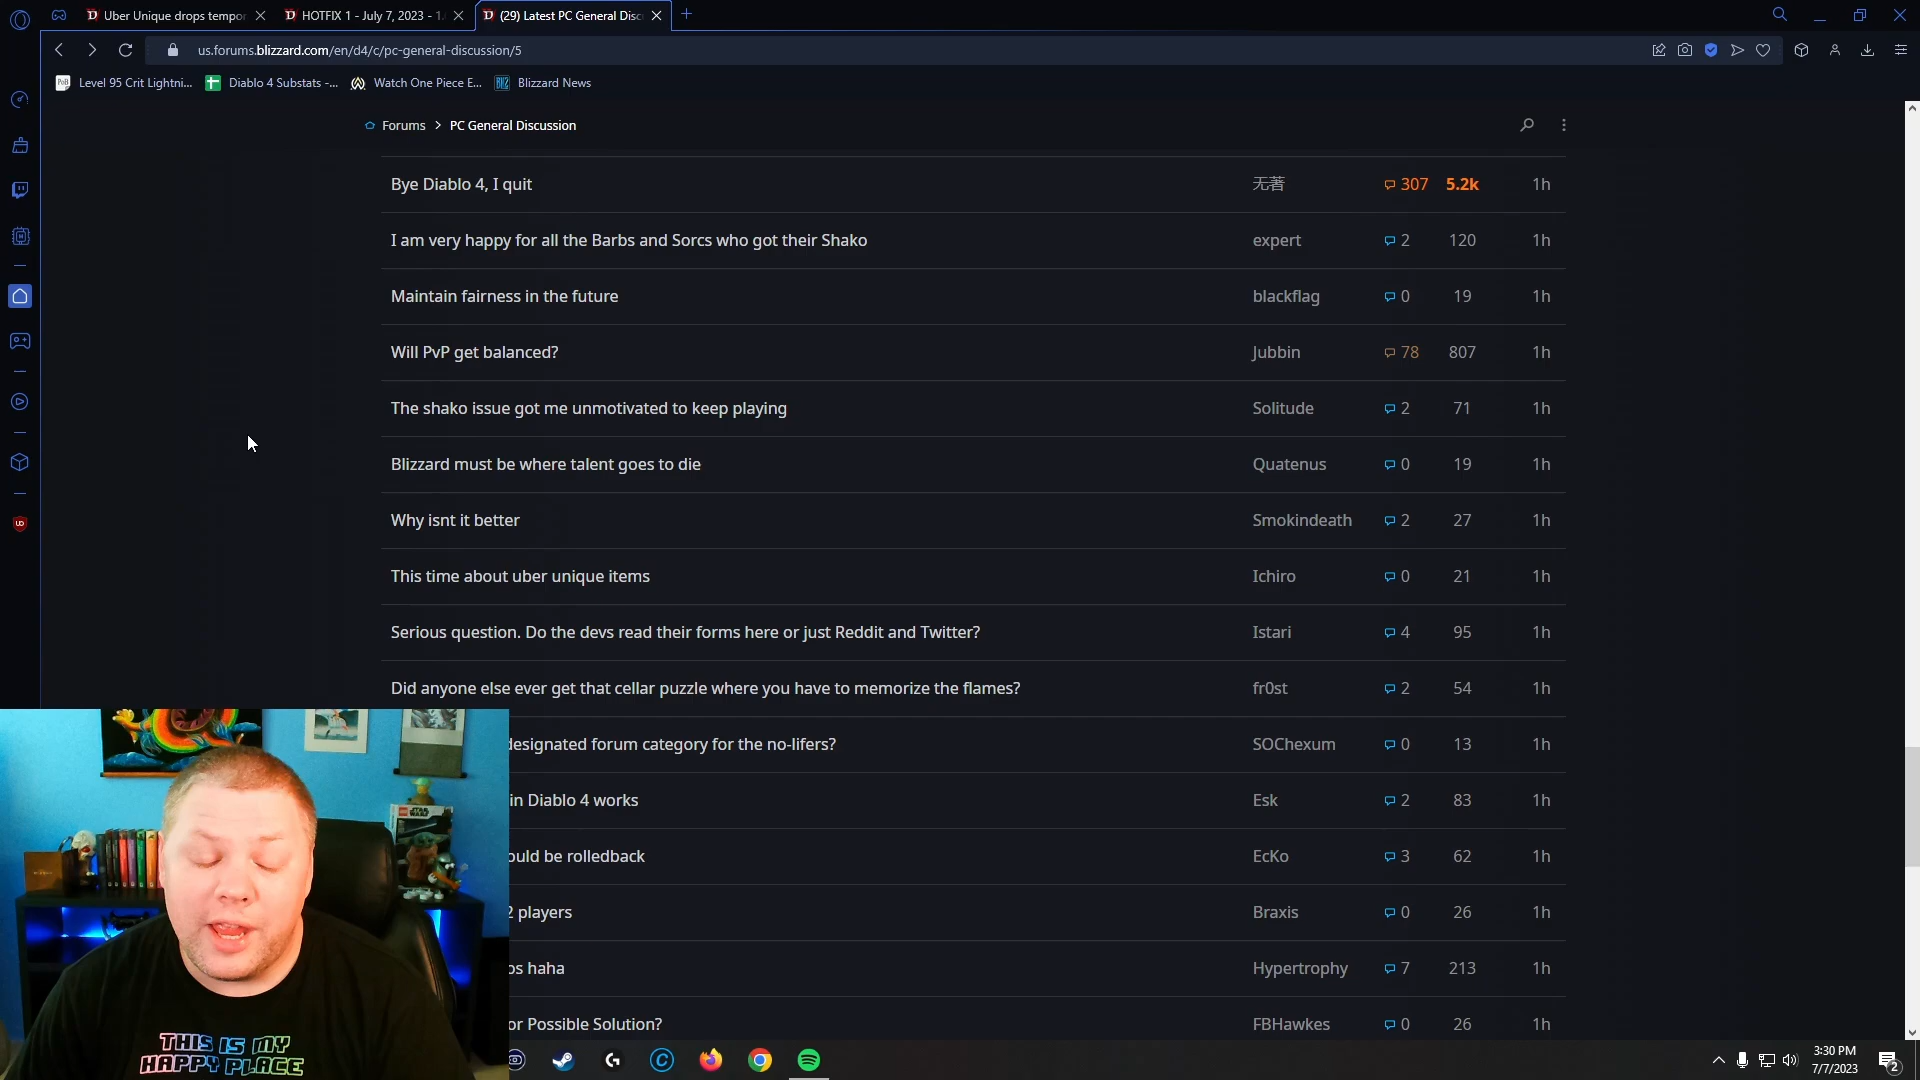 Uber Unique drops tempor
HOTFIX 1 - July 7, 2023 - 1.
(29) Latest PC General Disc
us.forums.blizzard.com/en/d4/c/pc-general-discussion/5
Level 95 Crit Lightni... Diablo 4 Substats -... Watch One Piece E... Blizzard News
Forums > PC General Discussion
Bye Diablo 4, I quit 无著 307 5.2k 1h
I am very happy for all the Barbs and Sorcs who got their Shako expert 2 120 1h
Maintain fairness in the future blackflag 0 19 1h
Will PvP get balanced? Jubbin 78 807 1h
The shako issue got me unmotivated to keep playing Solitude 2 71 1h
Blizzard must be where talent goes to die Quatenus 0 19 1h
Why isnt it better Smokindeath 2 27 1h
This time about uber unique items Ichiro 0 21 1h
Serious question. Do the devs read their forms here or just Reddit and Twitter? Istari 4 95 1h
Did anyone else ever get that cellar puzzle where you have to memorize the flames? fr0st 2 54 1h
designated forum category for the no-lifers? SOChexum 0 13 1h
in Diablo 4 works Esk 2 83 1h
ould be rolledback EcKo 3 62 1h
2 players Braxis 0 26 1h
os haha Hypertrophy 7 213 1h
or Possible Solution? FBHawkes 0 26 1h
STAR WARS
THIS IS MY
HAPPY PLACE
3:30 PM
7/7/2023
2